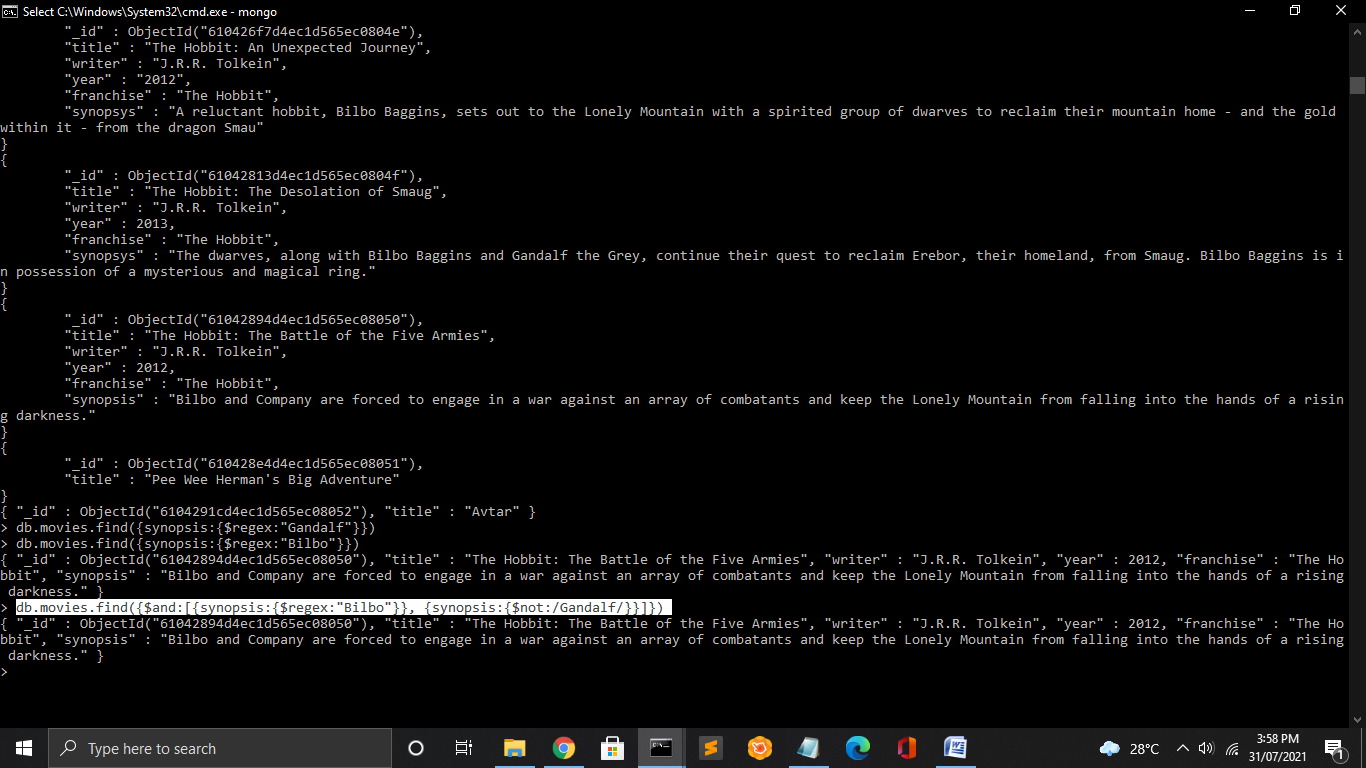 Select C:\Windows\System32\cmd.exe - mongo
"_id" : ObjectId("610426f7d4ec1d565ec0804e"),
"title" : "The Hobbit: An Unexpected Journey",
"writer" : "J.R.R. Tolkein",
"year" : "2012",
"franchise" : "The Hobbit",
"synopsys" : "A reluctant hobbit, Bilbo Baggins, sets out to the Lonely Mountain with a spirited group of dwarves to reclaim their mountain home - and the gold
within it - from the dragon Smau"
}
{
"_id" : ObjectId("61042813d4ec1d565ec0804f"),
"title" : "The Hobbit: The Desolation of Smaug",
"writer" : "J.R.R. Tolkein",
"year" : 2013,
"franchise" : "The Hobbit",
"synopsys" : "The dwarves, along with Bilbo Baggins and Gandalf the Grey, continue their quest to reclaim Erebor, their homeland, from Smaug. Bilbo Baggins is i
n possession of a mysterious and magical ring."
}
{
"_id" : ObjectId("61042894d4ec1d565ec08050"),
"title" : "The Hobbit: The Battle of the Five Armies",
"writer" : "J.R.R. Tolkein",
"year" : 2012,
"franchise" : "The Hobbit",
"synopsis" : "Bilbo and Company are forced to engage in a war against an array of combatants and keep the Lonely Mountain from falling into the hands of a risin
g darkness."
}
{
"_id" : ObjectId("610428e4d4ec1d565ec08051"),
"title" : "Pee Wee Herman's Big Adventure"
}
{ "_id" : ObjectId("6104291cd4ec1d565ec08052"), "title" : "Avtar" }
> db.movies.find({synopsis:{$regex:"Gandalf"}})
> db.movies.find({synopsis:{$regex:"Bilbo"}})
{ "_id" : ObjectId("61042894d4ec1d565ec08050"), "title" : "The Hobbit: The Battle of the Five Armies", "writer" : "J.R.R. Tolkein", "year" : 2012, "franchise" : "The Ho
bbit", "synopsis" : "Bilbo and Company are forced to engage in a war against an array of combatants and keep the Lonely Mountain from falling into the hands of a rising
darkness." }
> db.movies.find({$and:[{synopsis:{$regex:"Bilbo"}}, {synopsis:{$not:/Gandalf/}}]})
{ "_id" : ObjectId("61042894d4ec1d565ec08050"), "title" : "The Hobbit: The Battle of the Five Armies", "writer" : "J.R.R. Tolkein", "year" : 2012, "franchise" : "The Ho
bbit", "synopsis" : "Bilbo and Company are forced to engage in a war against an array of combatants and keep the Lonely Mountain from falling into the hands of a rising
darkness." }
>
Type here to search
28°C
3:58 PM
31/07/2021
1